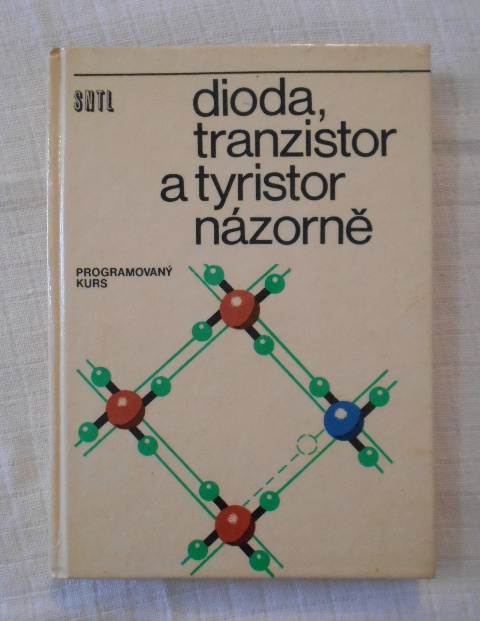 SNTL
dioda,
tranzistor
a tyristor
názorně
PROGRAMOVANÝ
KURS